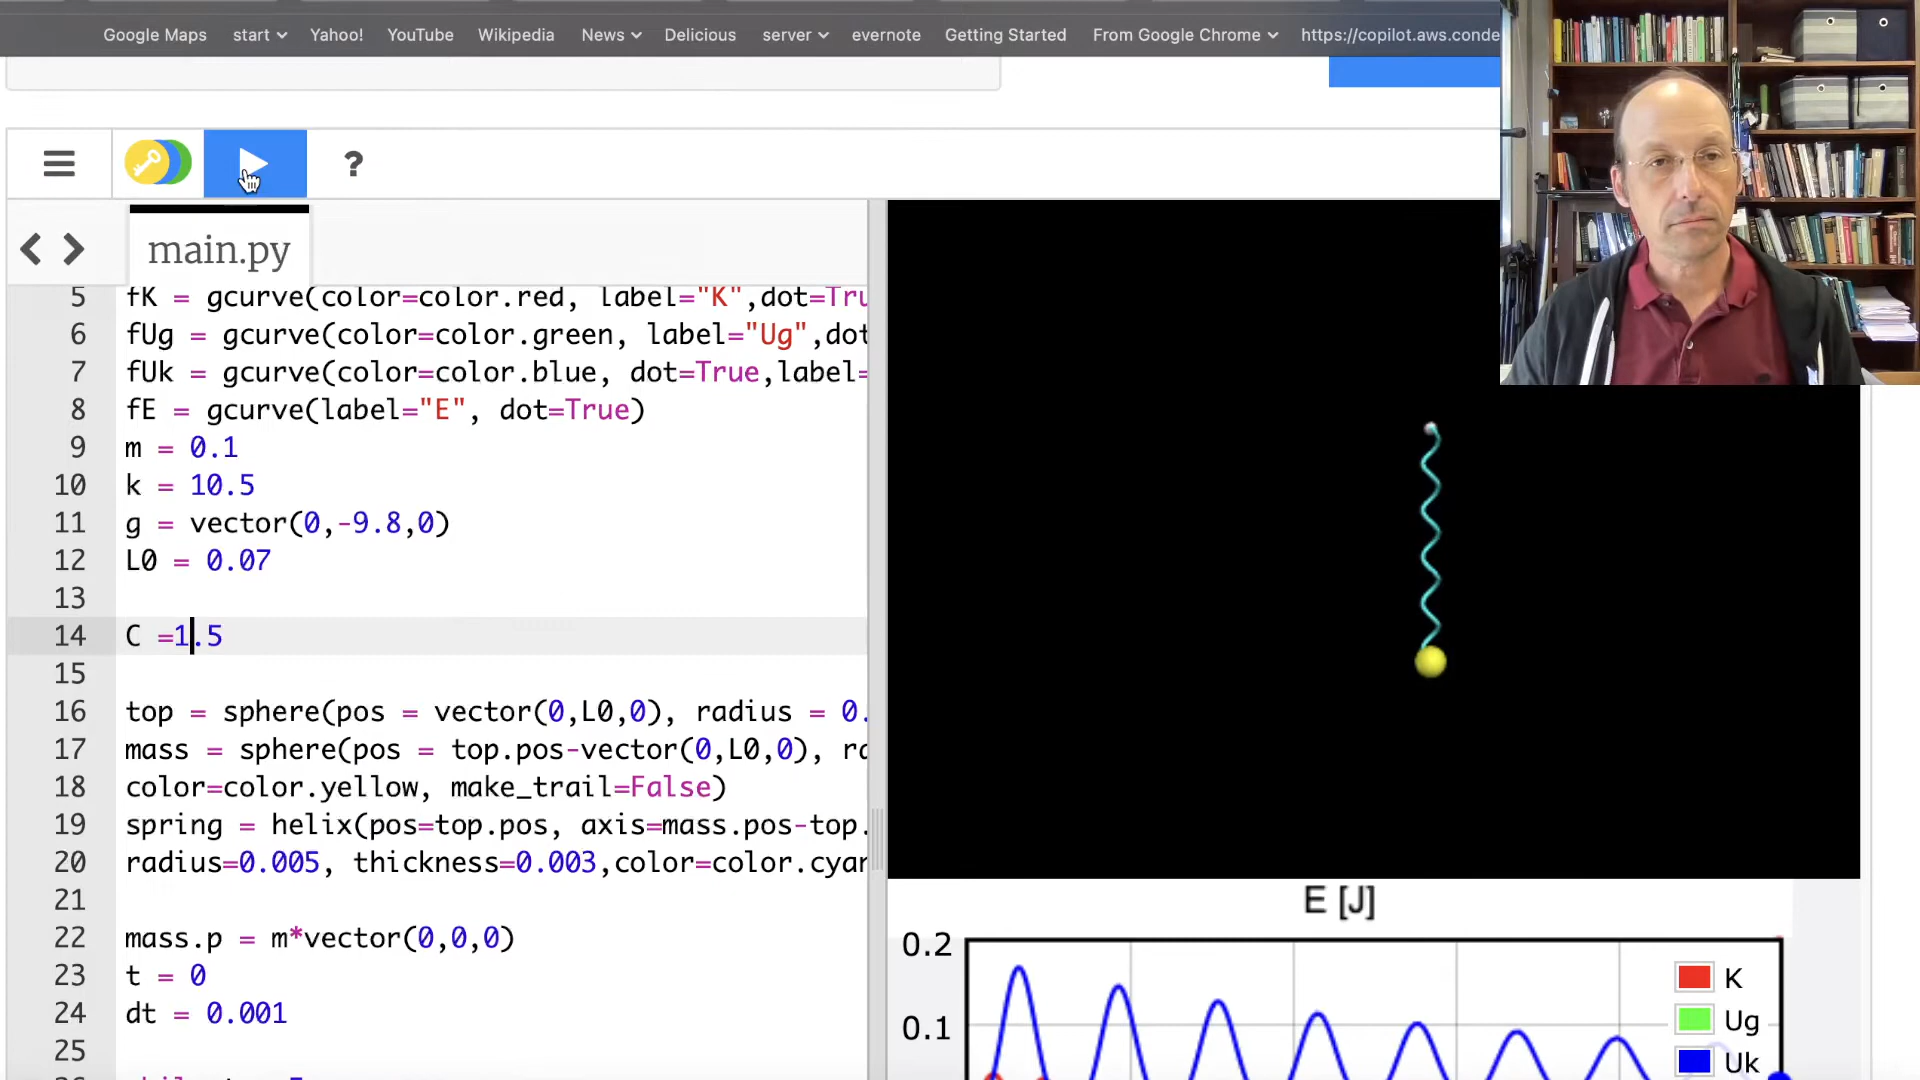 Google Maps start Yahoo! YouTube Wikipedia News Delicious server evernote Getting Started From Google Chrome https://copilot.aws.conde
?
main.py
5 fK = gcurve(color=color.red, label="K",dot=Tru
6 fUg = gcurve(color=color.green, label="Ug",dot
7 fUk = gcurve(color=color.blue, dot=True,label=
8 fE = gcurve(label="E", dot=True)
9 m = 0.1
10 k = 10.5
11 g = vector(0,-9.8,0)
12 L0 = 0.07
13
14 C =1.5
15
16 top = sphere(pos = vector(0,L0,0), radius = 0.
17 mass = sphere(pos = top.pos-vector(0,L0,0), ra
18 color=color.yellow, make_trail=False)
19 spring = helix(pos=top.pos, axis=mass.pos-top.
20 radius=0.005, thickness=0.003,color=color.cyan
21
22 mass.p = m*vector(0,0,0)
23 t = 0
24 dt = 0.001
25
E [J]
0.2
0.1
K
Ug
Uk